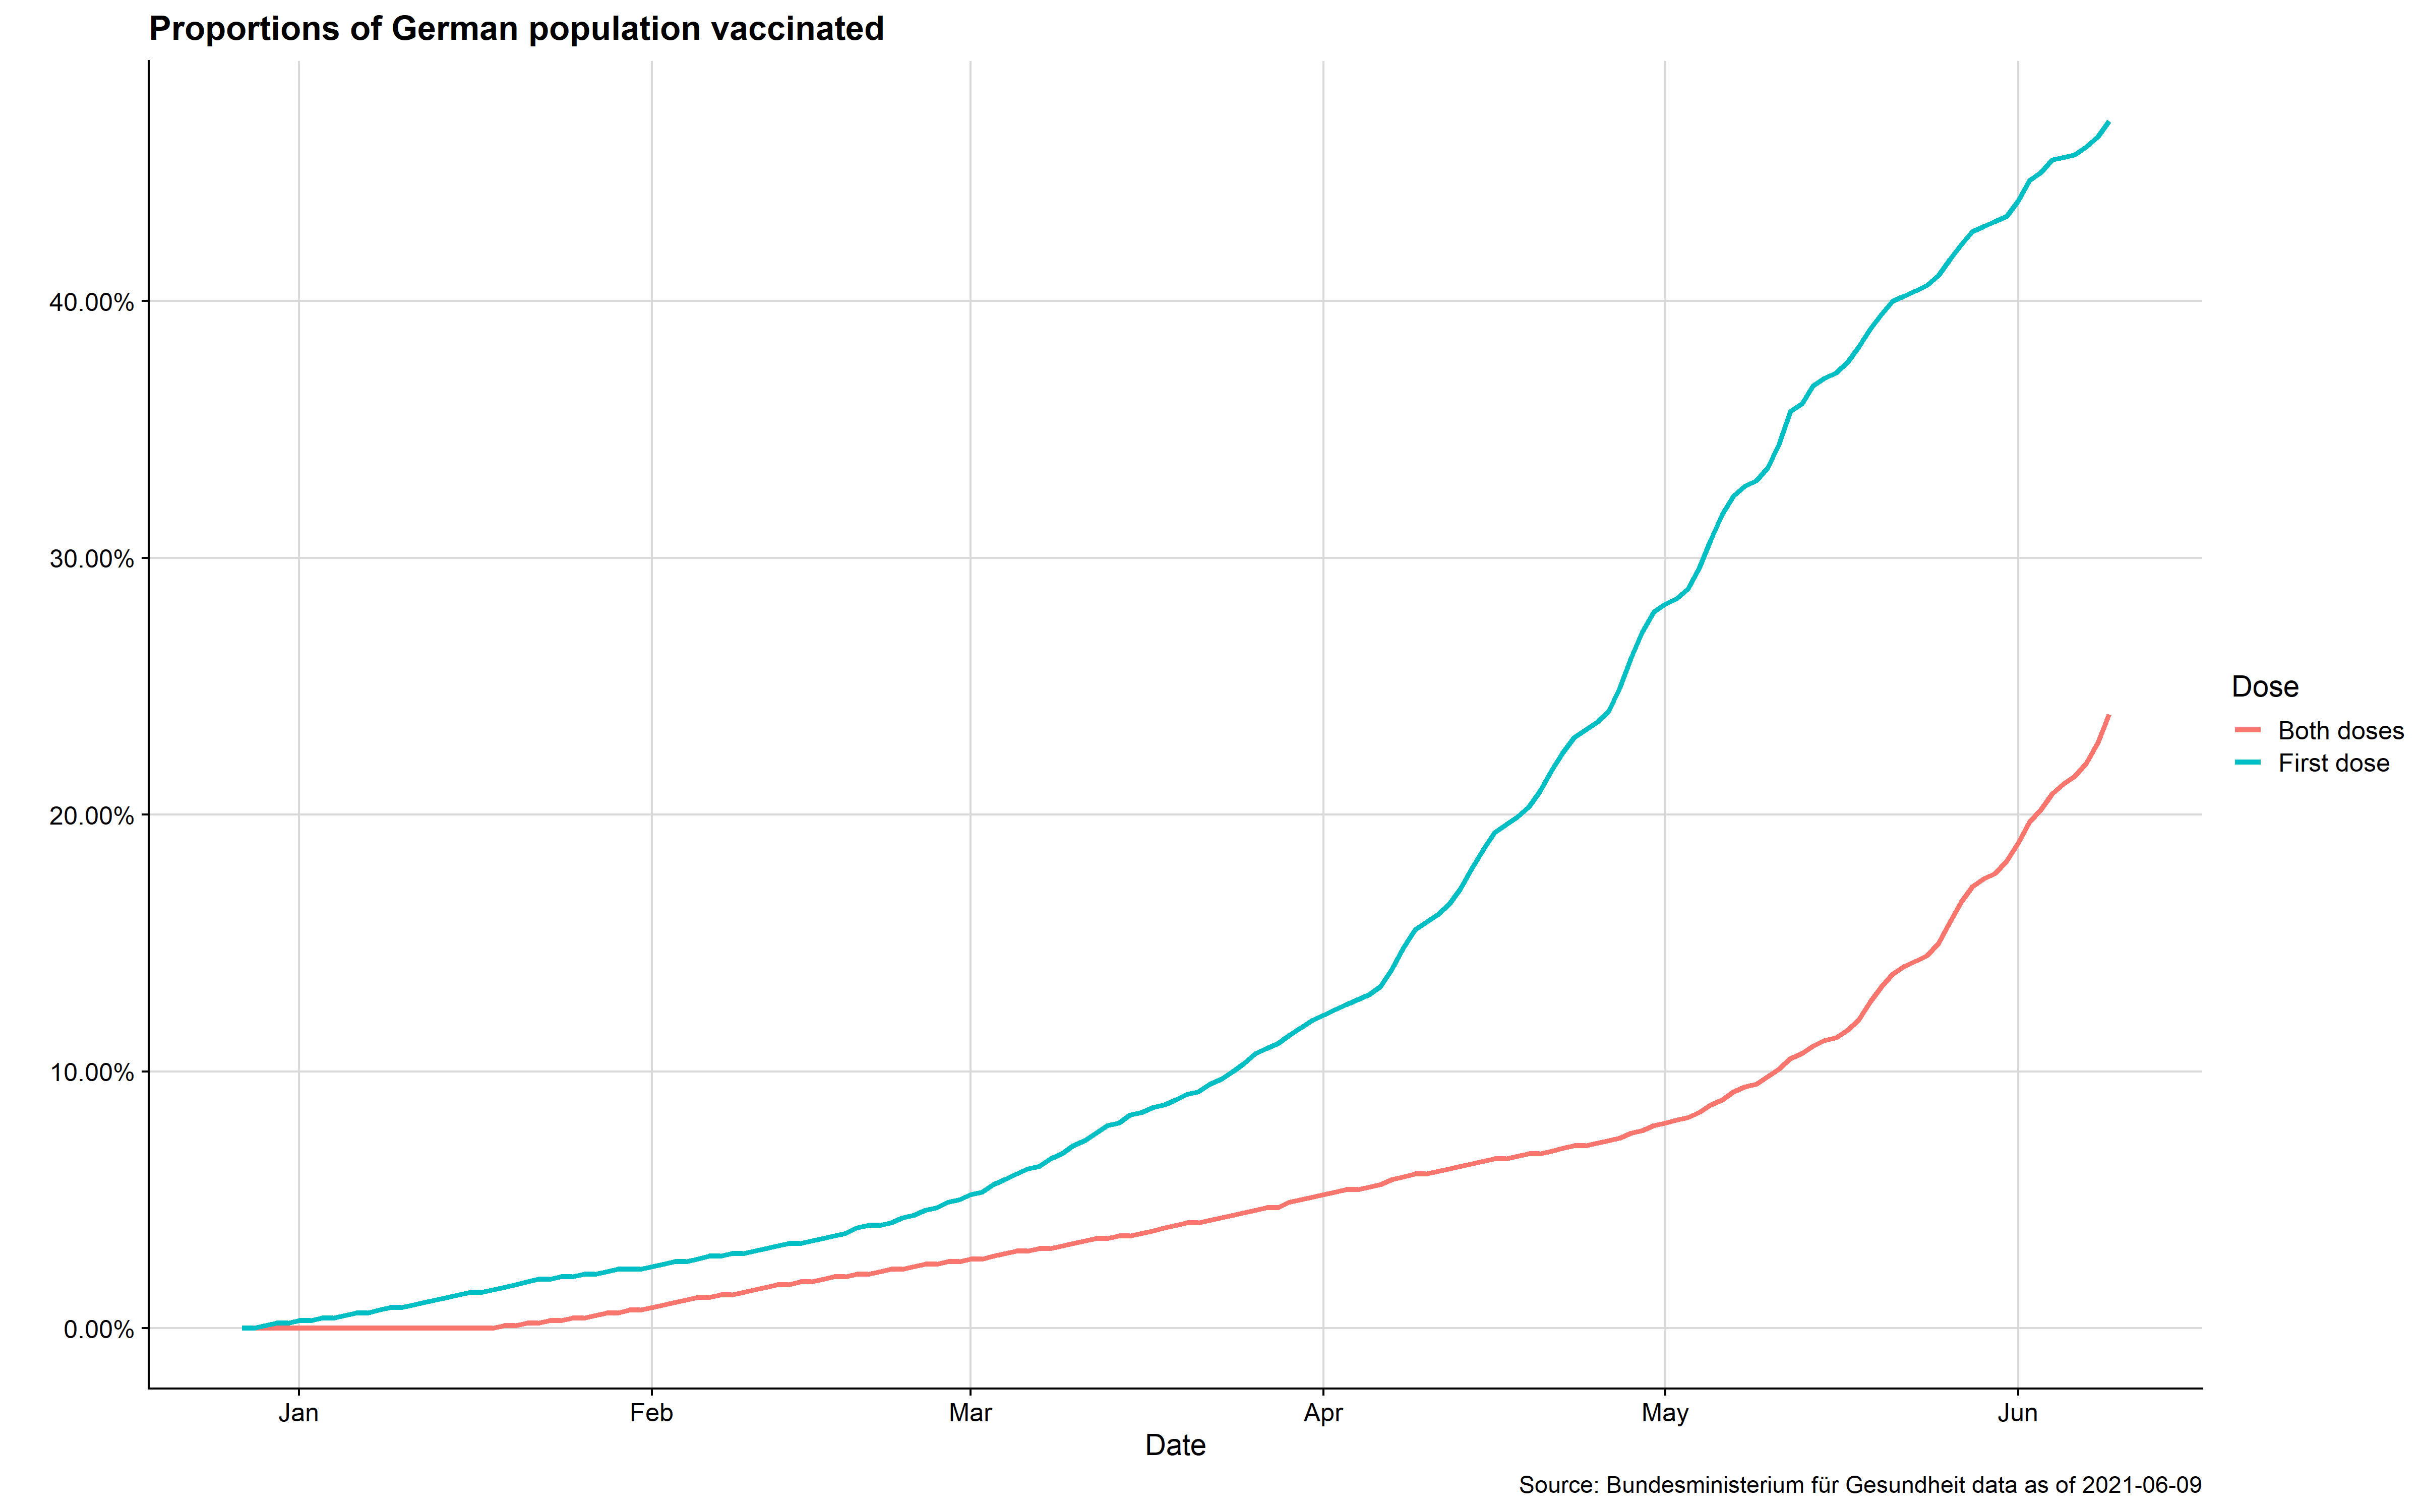 Proportions of German population vaccinated
40.00%
30.00%
20.00%
10.00%
0.00%
Jan Feb Mar Apr May Jun
Date
Dose
Both doses
First dose
Source: Bundesministerium für Gesundheit data as of 2021-06-09